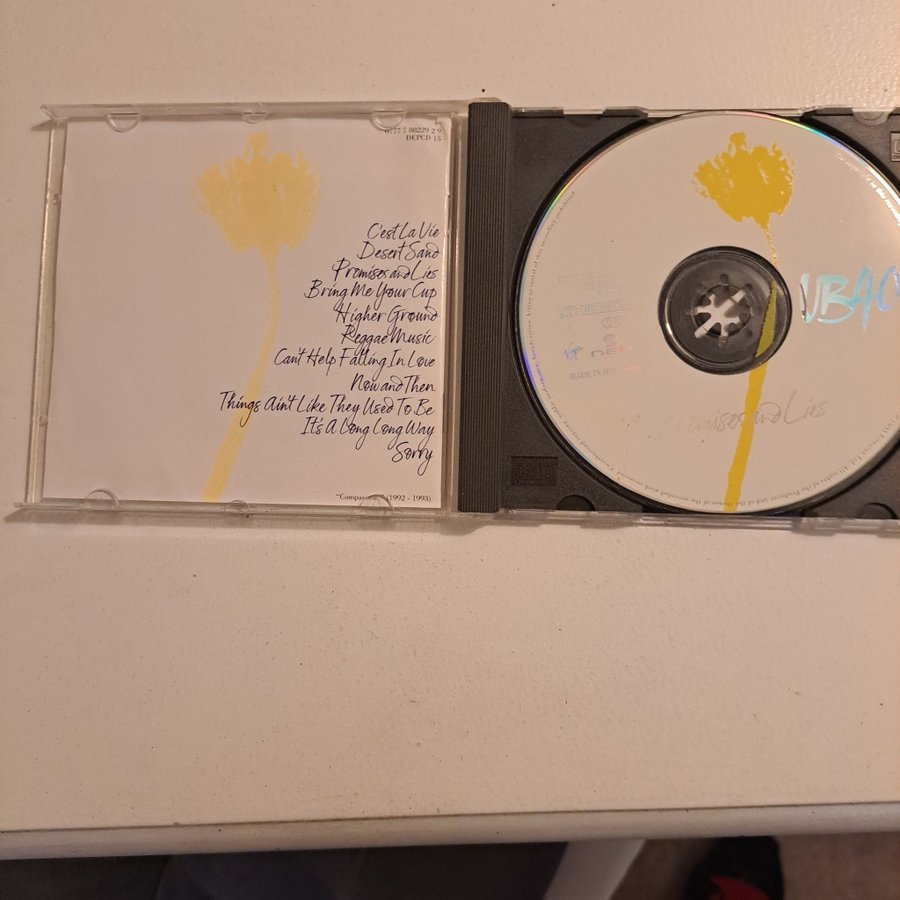 0777 7 88229 2 9
DEPCD 15
C'est La Vie
Desert Sand
Promises and Lies
Bring Me Your Cup
Higher Ground
Reggae Music
Can't Help Falling In Love
Now and Then
Things Ain't Like They Used To Be
It's A Long Long Way
Sorry
(1992 - 1993)
UB40
MADE IN HOLLAND
Promises and Lies